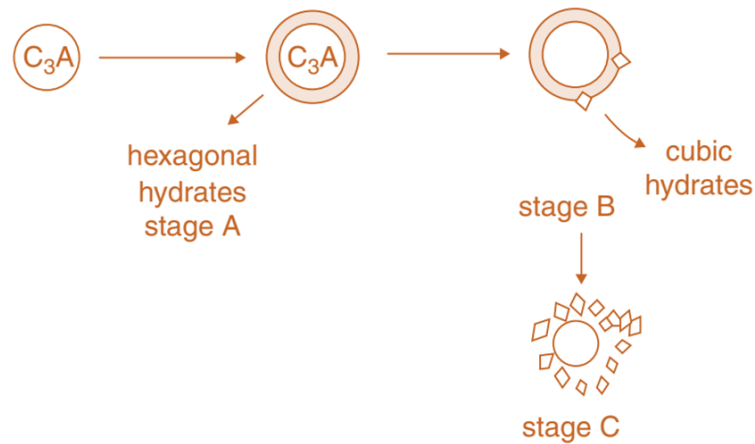 C₃A
C₃A
hexagonal
hydrates
stage A
cubic
hydrates
stage B
stage C